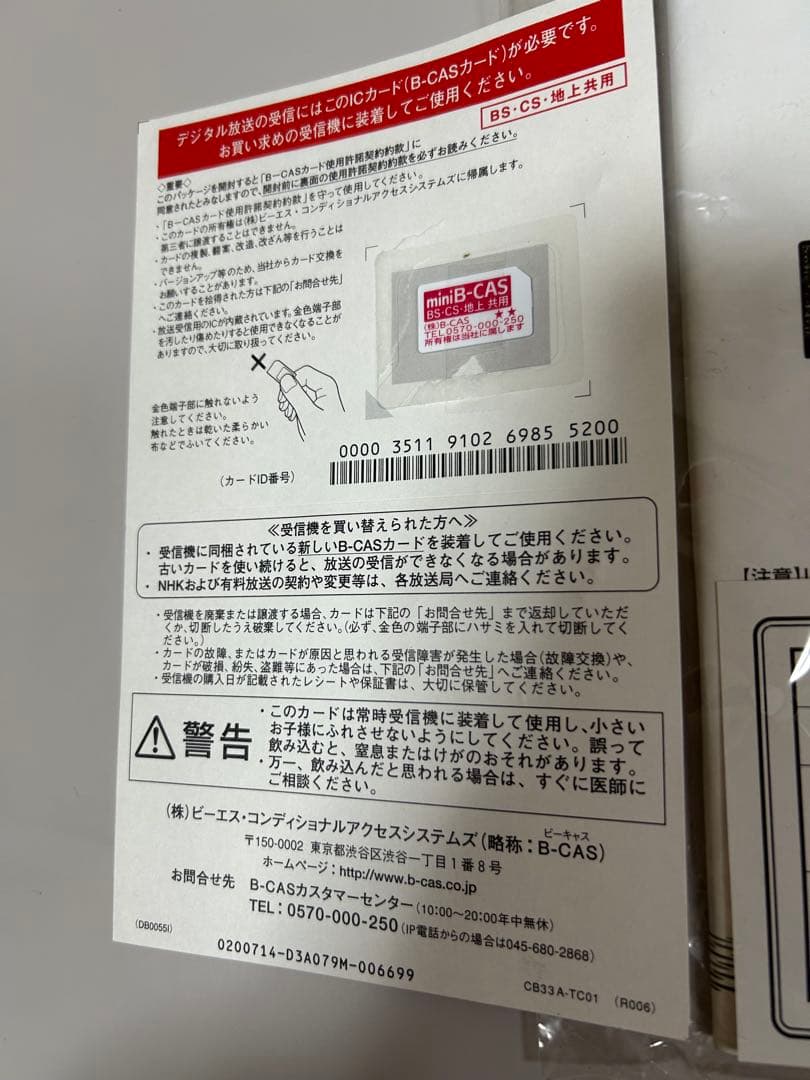 デジタル放送の受信にはこのICカード(B-CASカード)が必要です。
お買い求めの受信機に装着してご使用ください。
BS・CS・地上共用
◇重要◇
このパッケージを開封すると「B-CASカード使用許諾契約約款」に
同意されたとみなしますので、開封前に裏面の使用許諾契約約款を必ずお読みください。
・「B-CASカード使用許諾契約約款」を守って使用してください。
・このカードの所有権は(株)ビーエス・コンディショナルアクセスシステムズに帰属します。
第三者に譲渡することはできません。
・カードの複製、翻案、改造、改ざん等を行うことは
できません。
・バージョンアップ等のため、当社からカード交換を
お願いすることがあります。
・このカードを拾得された方は下記の「お問合せ先」
へご連絡ください。
・放送受信用のICが内蔵されています。金色端子部
を汚したり傷めたりすると使用できなくなることが
ありますので、大切に取り扱ってください。
miniB-CAS
BS・CS・地上 共用
★★
(株)B-CAS
TEL0570-000-250
所有権は当社に属します
金色端子部に触れないよう
注意してください。
触れたときは乾いた柔らかい
布などでふいてください。
(カードID番号)
0000 3511 9102 6985 5200
≪受信機を買い替えられた方へ≫
・受信機に同梱されている新しいB-CASカードを装着してご使用ください。
古いカードを使い続けると、放送の受信ができなくなる場合があります。
・NHKおよび有料放送の契約や変更等は、各放送局へご連絡ください。
・受信機を廃棄または譲渡する場合、カードは下記の「お問合せ先」まで返却していただ
くか、切断したうえ破棄してください。(必ず、金色の端子部にハサミを入れて切断してく
ださい。)
・カードの故障、またはカードが原因と思われる受信障害が発生した場合(故障交換)や、
カードが破損、紛失、盗難等にあった場合は、下記の「お問合せ先」へご連絡ください。
・受信機の購入日が記載されたレシートや保証書は、大切に保管してください。
警告
・このカードは常時受信機に装着して使用し、小さい
お子様にふれさせないようにしてください。誤って
飲み込むと、窒息またはけがのおそれがあります。
・万一、飲み込んだと思われる場合は、すぐに医師に
ご相談ください。
(株)ビーエス・コンディショナルアクセスシステムズ(略称:B-CAS)
ビーキャス
〒150-0002 東京都渋谷区渋谷一丁目1番8号
ホームページ:http://www.b-cas.co.jp
お問合せ先 B-CASカスタマーセンター(10:00~20:00年中無休)
TEL:0570-000-250(IP電話からの場合は045-680-2868)
(DB0055I)
0200714-D3A079M-006699
CB33A-TC01 (R006)
【注意】